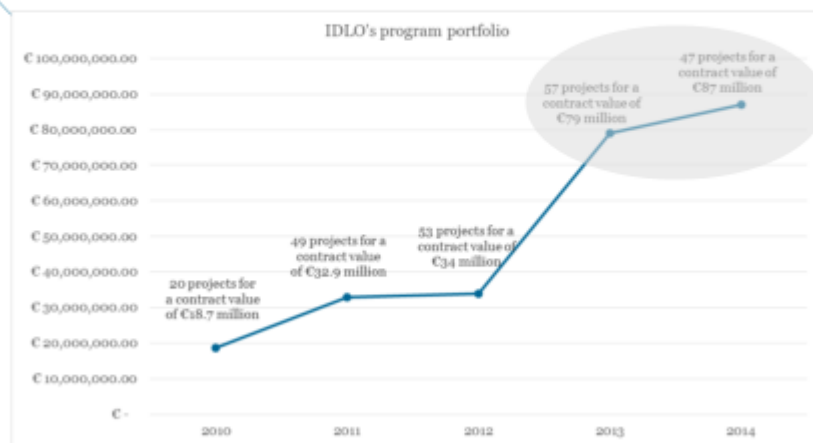 IDLO's program portfolio
€ 100,000,000.00
€ 90,000,000.00
€ 80,000,000.00
€ 70,000,000.00
€ 60,000,000.00
€ 50,000,000.00
€ 40,000,000.00
€ 30,000,000.00
€ 20,000,000.00
€ 10,000,000.00
€ -
20 projects for
a contract value
of €18.7 million
49 projects for a
contract value
of €32.9 million
53 projects for a
contract value of
€34 million
57 projects for a
contract value of
€79 million
47 projects for a
contract value of
€87 million
2010
2011
2012
2013
2014